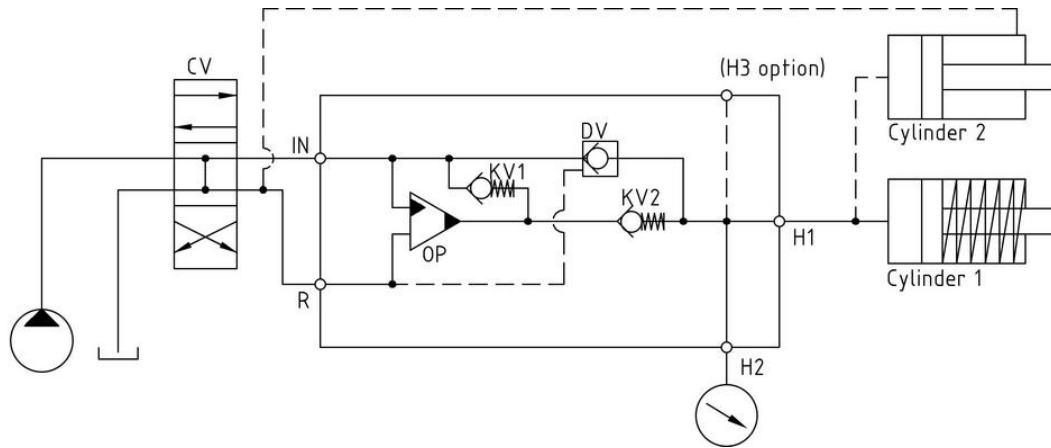 CV
(H3 option)
IN
DV
KV1
KV2
OP
R
H1
H2
Cylinder 2
Cylinder 1